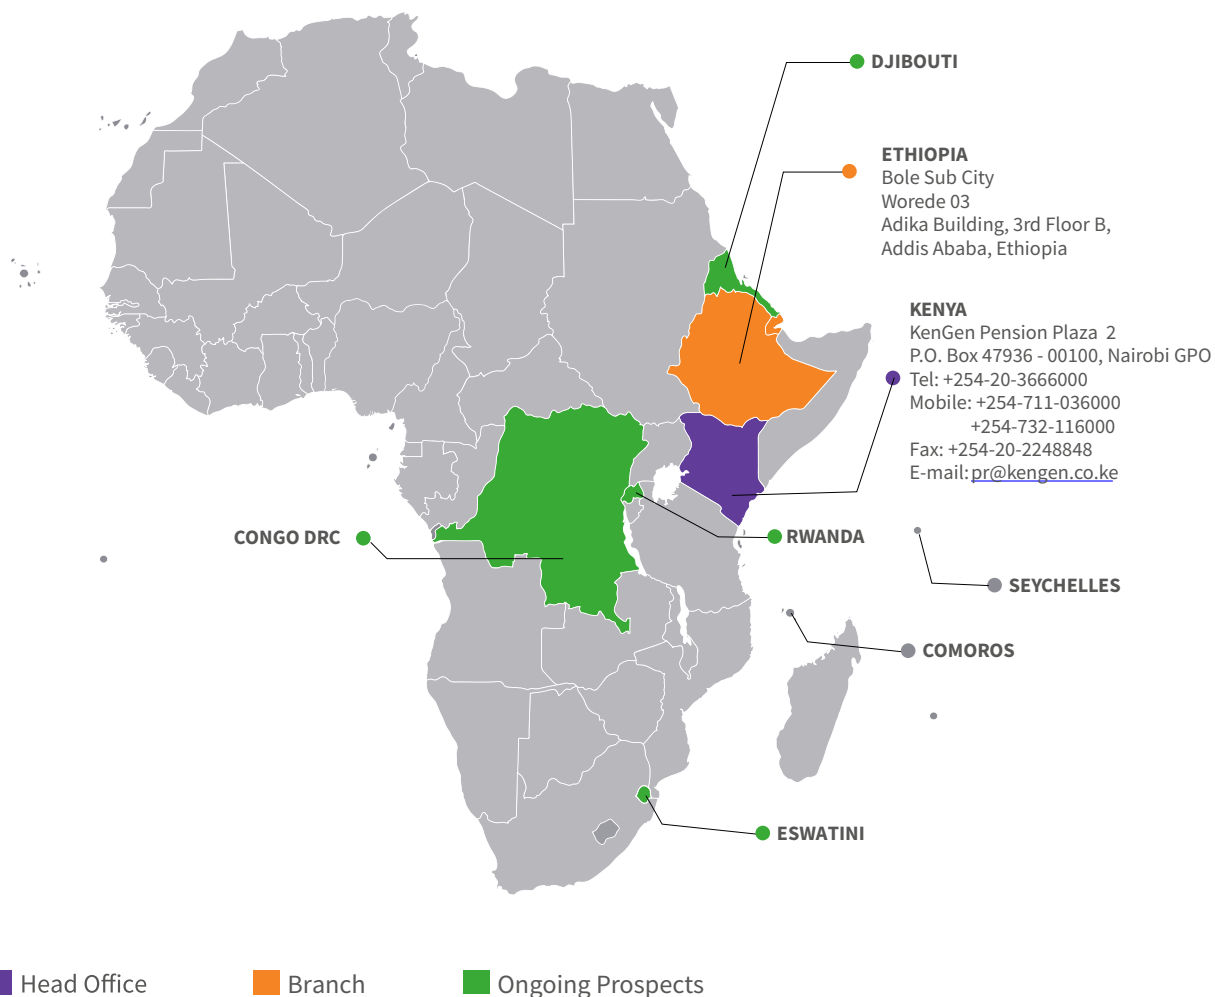 DJIBOUTI
ETHIOPIA
Bole Sub City
Worede 03
Adika Building, 3rd Floor B,
Addis Ababa, Ethiopia
KENYA
KenGen Pension Plaza 2
P.O. Box 47936 - 00100, Nairobi GPO
Tel: +254-20-3666000
Mobile: +254-711-036000
+254-732-116000
Fax: +254-20-2248848
E-mail: pr@kengen.co.ke
CONGO DRC
RWANDA
SEYCHELLES
COMOROS
ESWATINI
Head Office
Branch
Ongoing Prospects